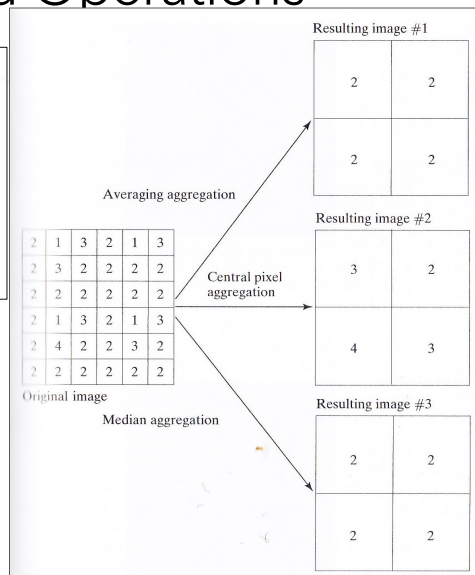 d Operations
Resulting image #1
2 2
2 2
Averaging aggregation
Resulting image #2
2 1 3 2 1 3
2 3 2 2 2 2
2 2 2 2 2 2
2 1 3 2 1 3
2 4 2 2 3 2
2 2 2 2 2 2
Central pixel
aggregation
3 2
4 3
Original image
Resulting image #3
Median aggregation
2 2
2 2